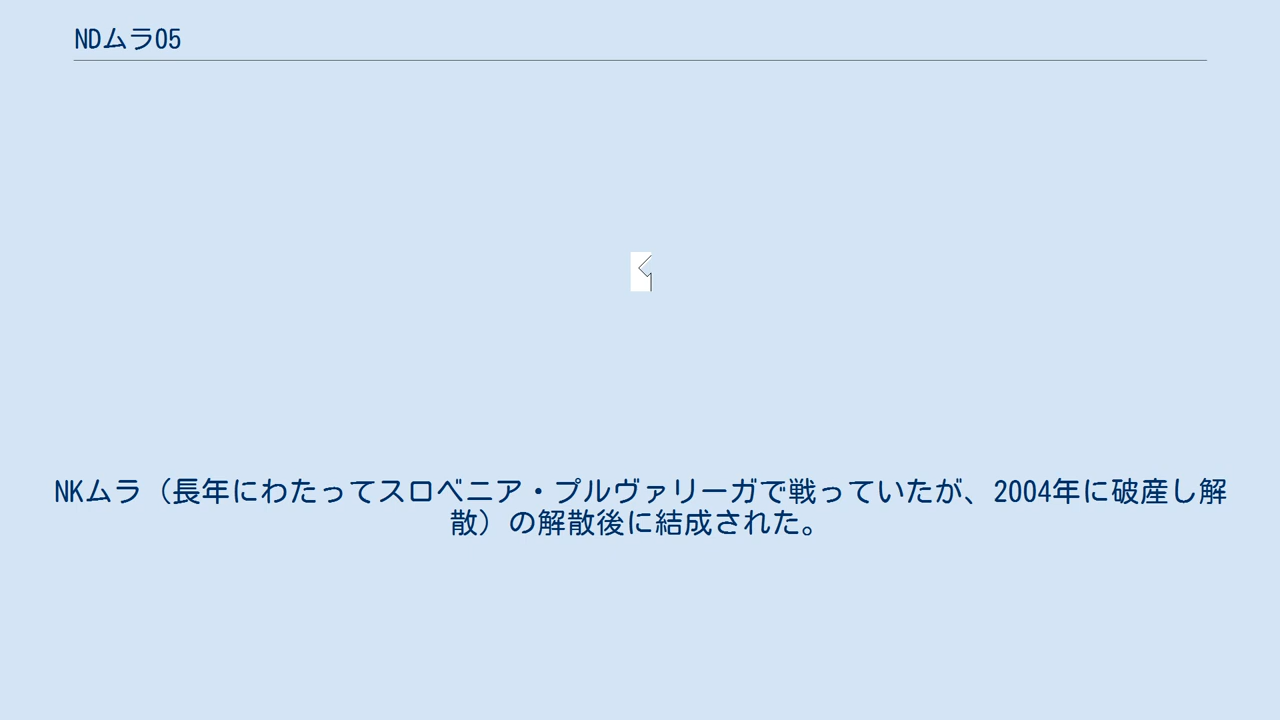 NDムラ05
NKムラ（長年にわたってスロベニア・プルヴァリーガで戦っていたが、2004年に破産し解
散）の解散後に結成された。